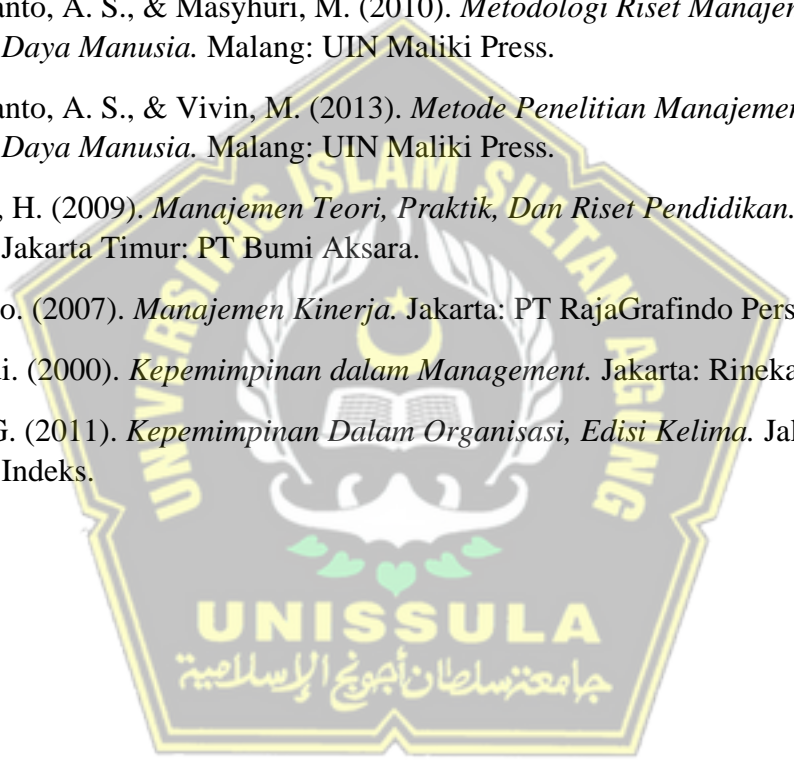 anto, A. S., & Masyhuri, M. (2010). Metodologi Riset Manajem
Daya Manusia. Malang: UIN Maliki Press.
anto, A. S., & Vivin, M. (2013). Metode Penelitian Manajemen
Daya Manusia. Malang: UIN Maliki Press.
, H. (2009). Manajemen Teori, Praktik, Dan Riset Pendidikan.
Jakarta Timur: PT Bumi Aksara.
o. (2007). Manajemen Kinerja. Jakarta: PT RajaGrafindo Pers
i. (2000). Kepemimpinan dalam Management. Jakarta: Rineka
G. (2011). Kepemimpinan Dalam Organisasi, Edisi Kelima. Jak
Indeks.
UNIVERSITAS ISLAM SULTAN AGUNG
UNISSULA
جامعة سلطان أجونج الإسلامية